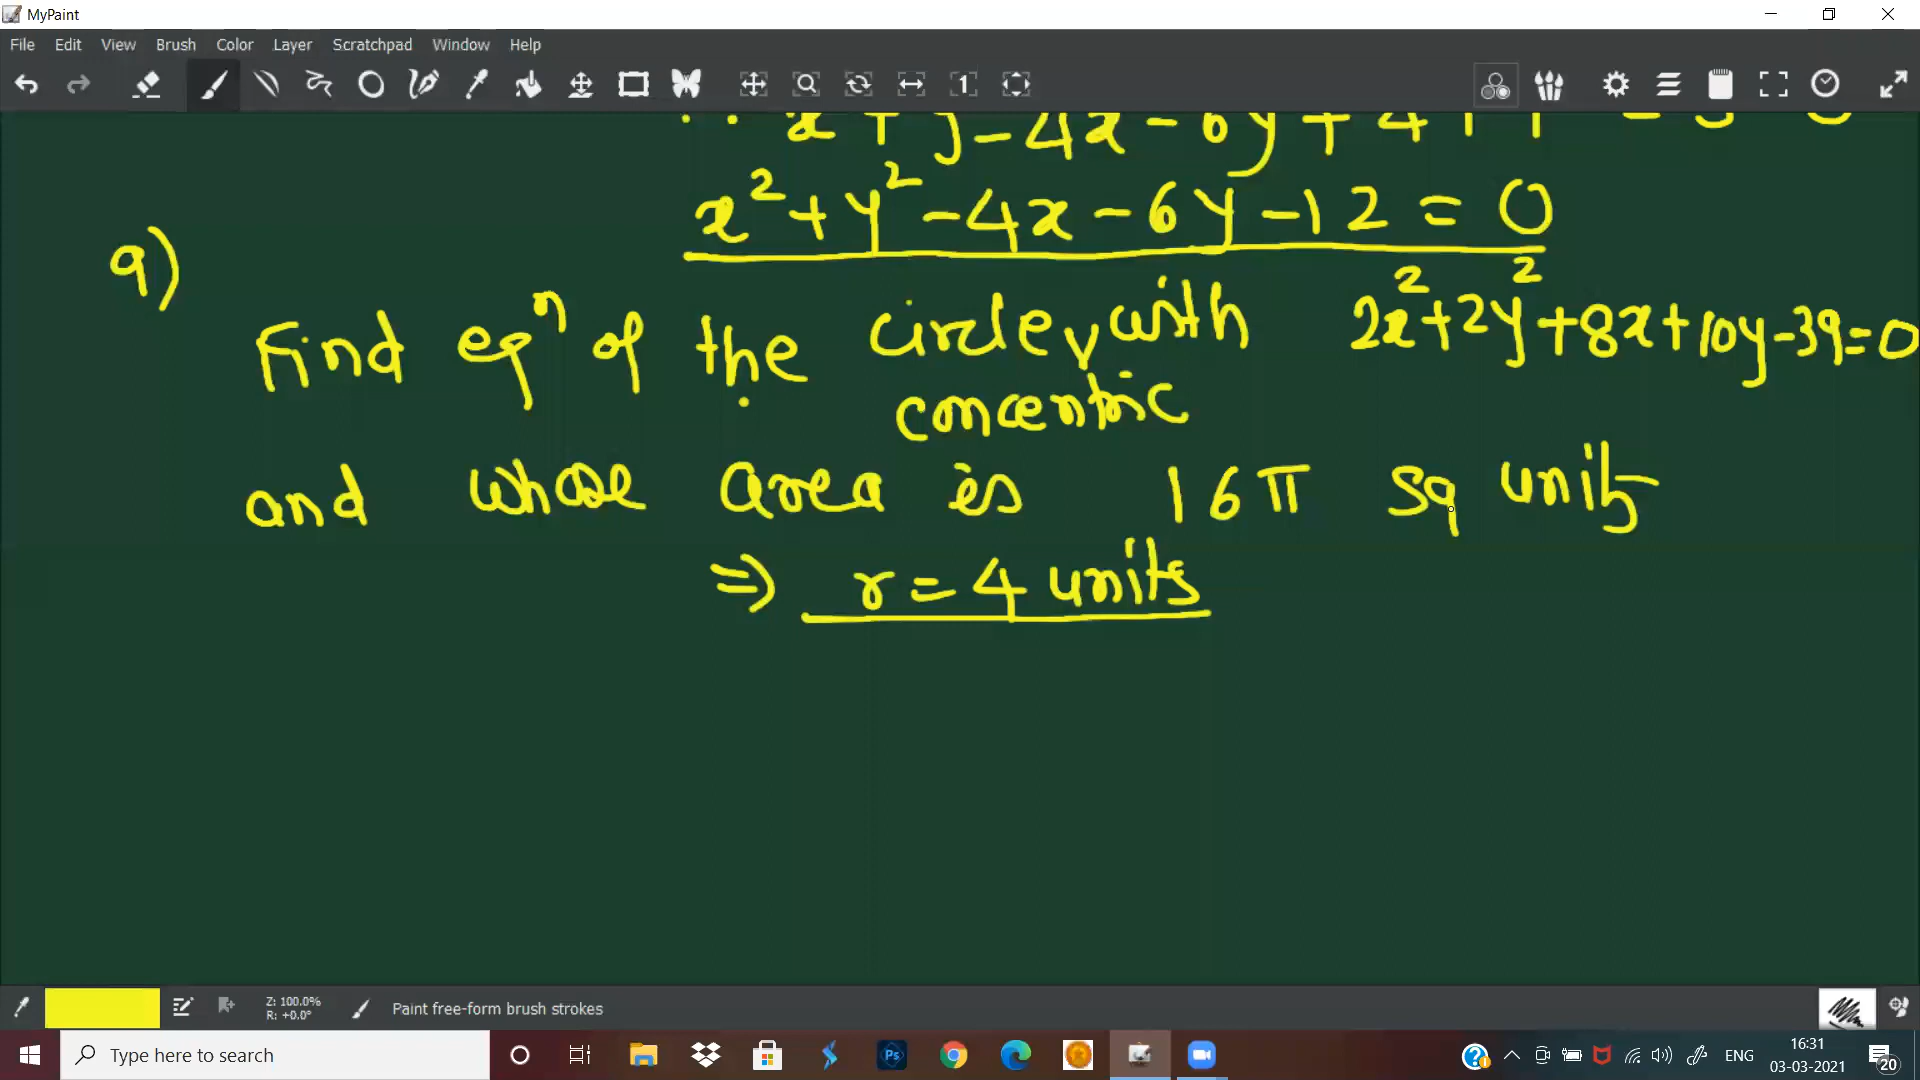 MyPaint
File Edit View Brush Color Layer Scratchpad Window Help
1
x²+y²-4x-6y-12=0
9)
Find eqⁿ of the circle, with 2x²+2y²+8x+10y-39=0
concentric
and whose area is 16π sq units
⇒ r=4 units
Z: 100.0%
R: +0.0°
Paint free-form brush strokes
Type here to search
Ps
ENG
16:31
03-03-2021
20